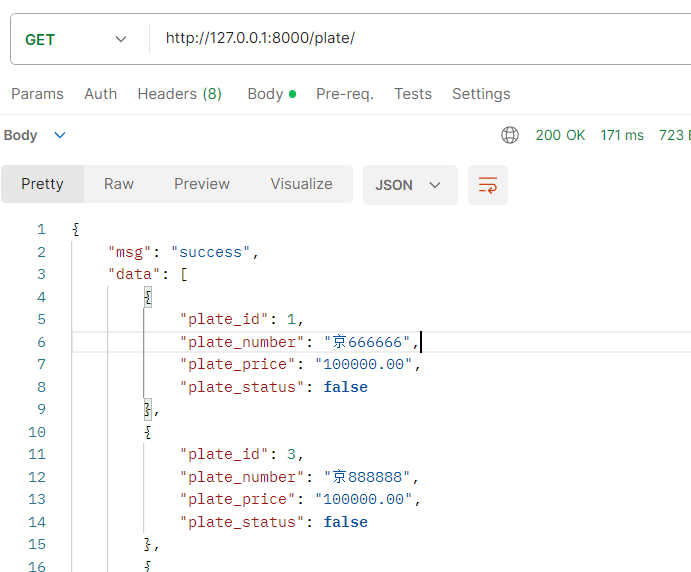 GET http://127.0.0.1:8000/plate/
Params Auth Headers (8) Body Pre-req. Tests Settings
Body 200 OK 171 ms 723
Pretty Raw Preview Visualize JSON
1 {
2 "msg": "success",
3 "data": [
4 {
5 "plate_id": 1,
6 "plate_number": "京666666",
7 "plate_price": "100000.00",
8 "plate_status": false
9 },
10 {
11 "plate_id": 3,
12 "plate_number": "京888888",
13 "plate_price": "100000.00",
14 "plate_status": false
15 },
16 {